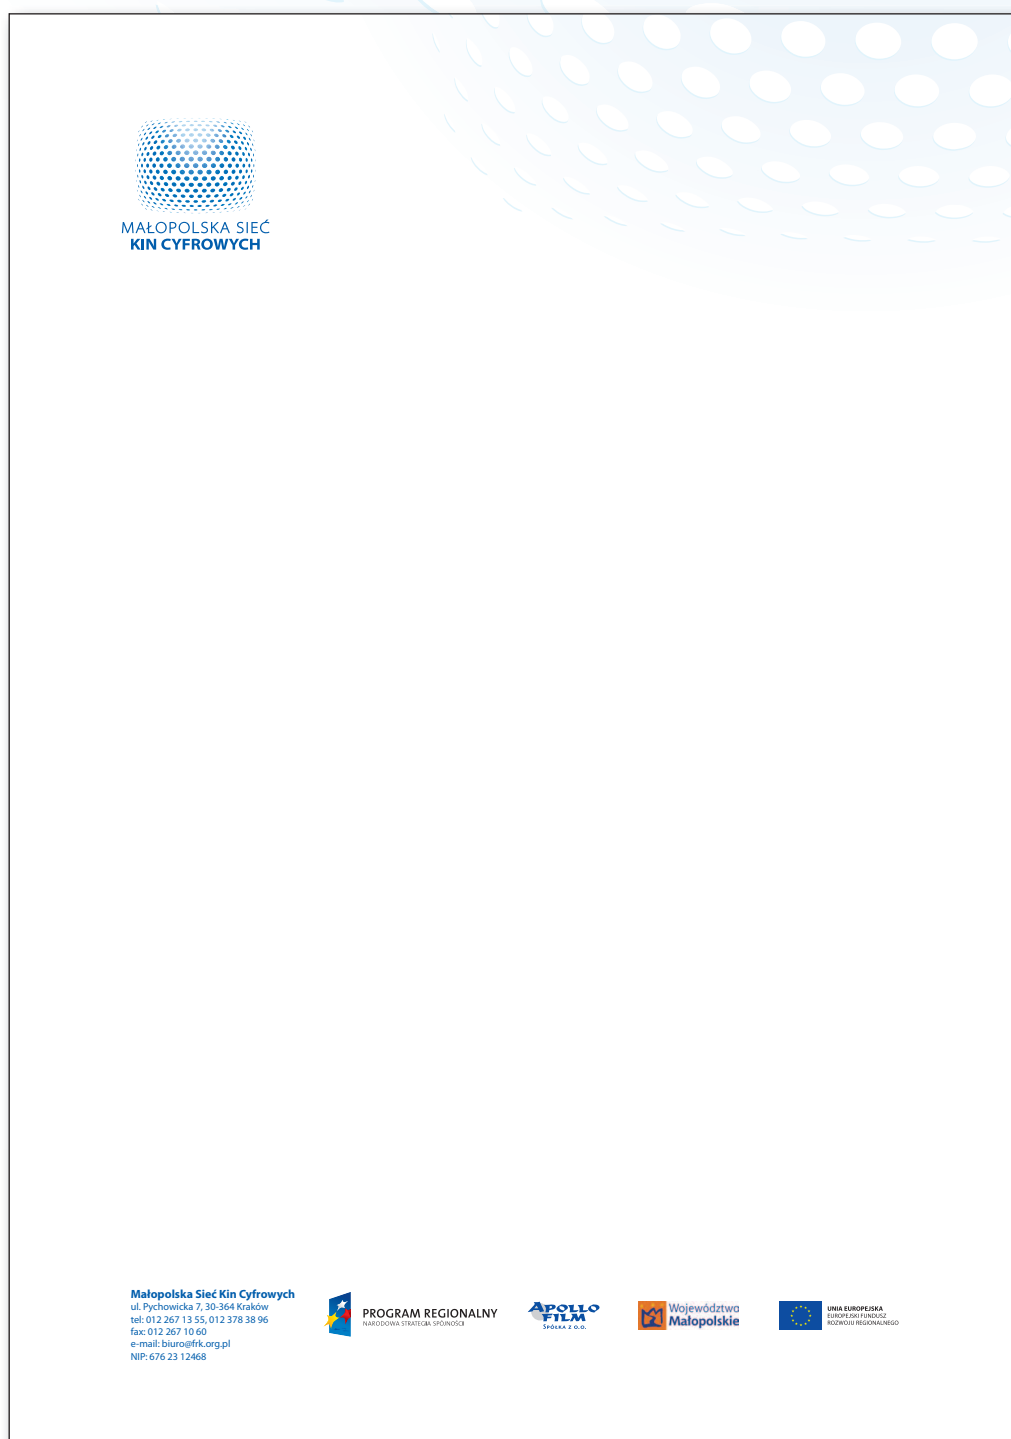 MAŁOPOLSKA SIEĆ
KIN CYFROWYCH
Małopolska Sieć Kin Cyfrowych
ul. Pychowicka 7, 30-364 Kraków
tel: 012 267 13 55, 012 378 38 96
fax: 012 267 10 60
e-mail: biuro@frk.org.pl
NIP: 676 23 12468
PROGRAM REGIONALNY
NARODOWA STRATEGIA SPÓJNOŚCI
APOLLO
FILM
SPÓŁKA Z O.O.
Województwo
Małopolskie
UNIA EUROPEJSKA
EUROPEJSKI FUNDUSZ
ROZWOJU REGIONALNEGO